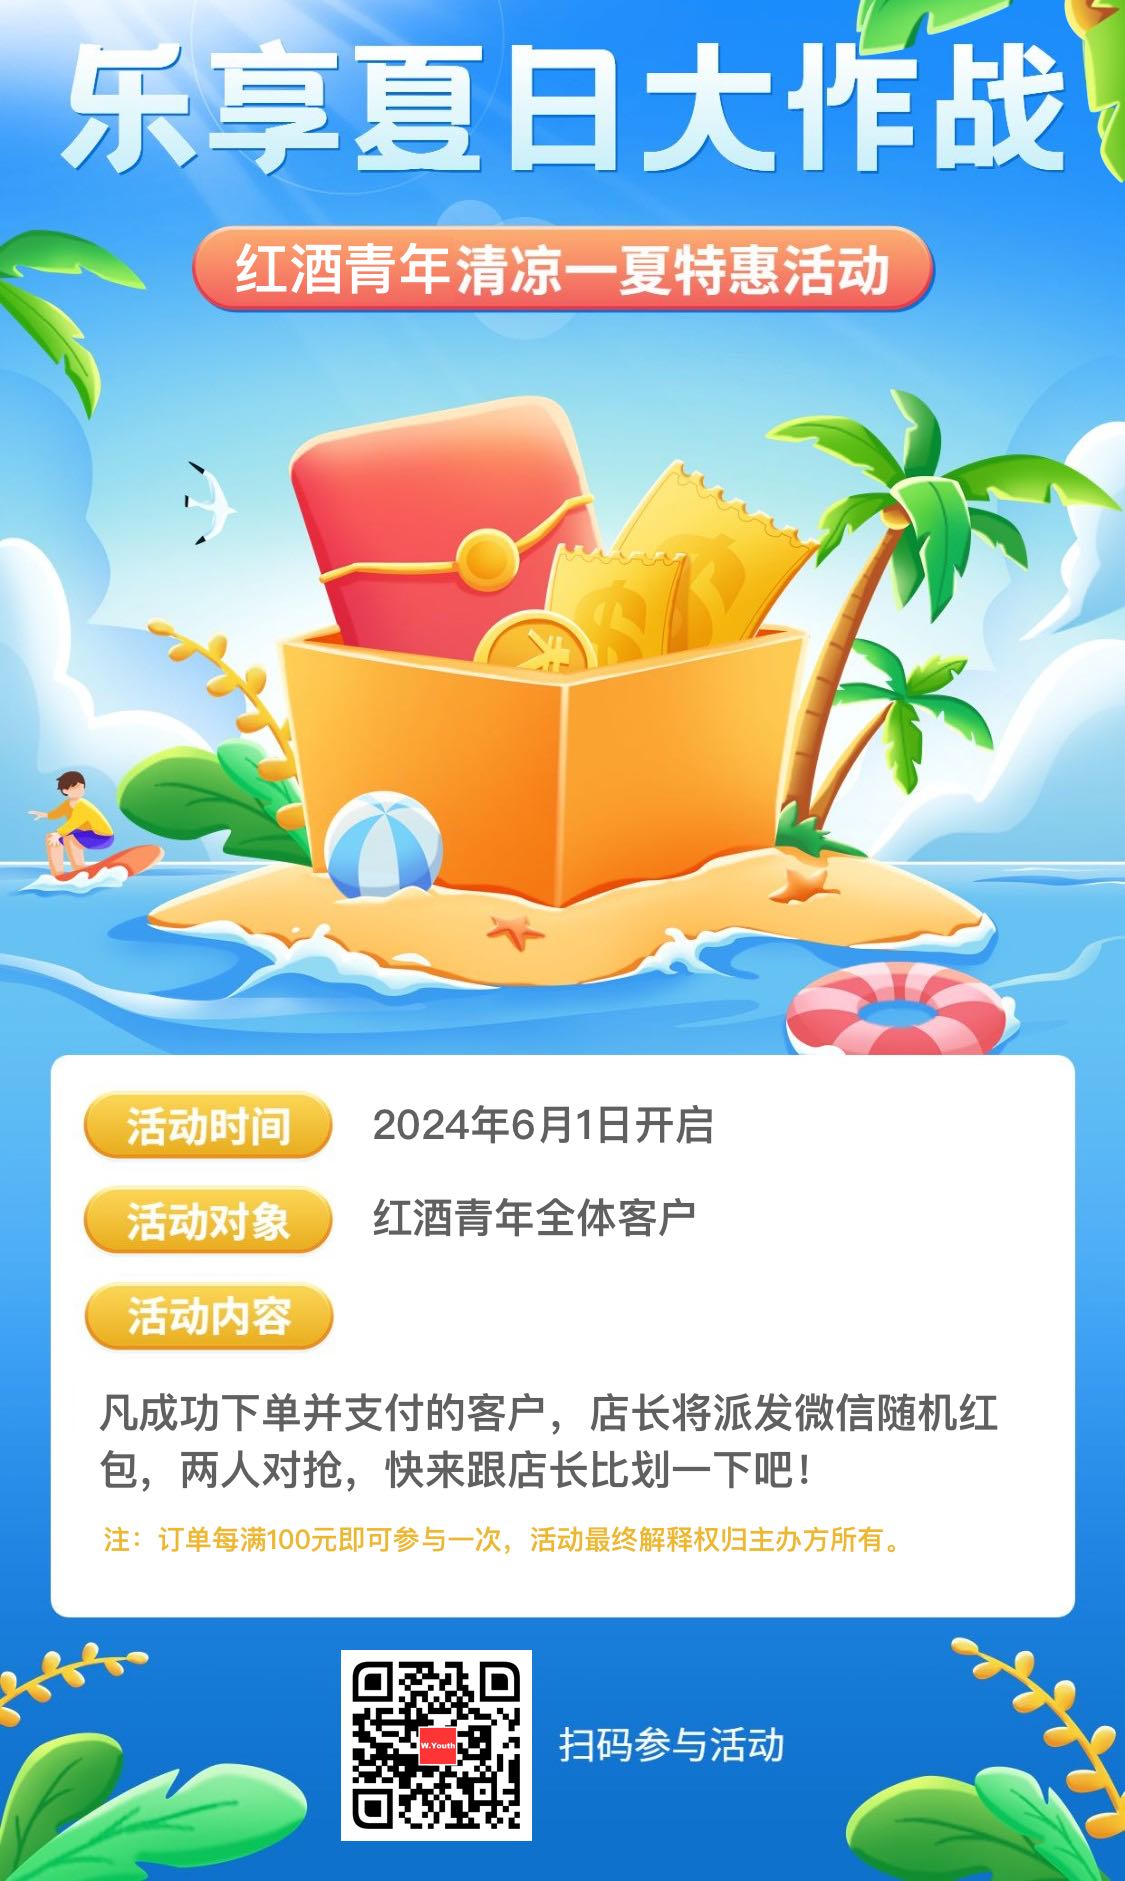 乐享夏日大作战
红酒青年清凉一夏特惠活动
活动时间 2024年6月1日开启
活动对象 红酒青年全体客户
活动内容
凡成功下单并支付的客户，店长将派发微信随机红
包，两人对抢，快来跟店长比划一下吧！
注：订单每满100元即可参与一次，活动最终解释权归主办方所有。
W.Youth
扫码参与活动